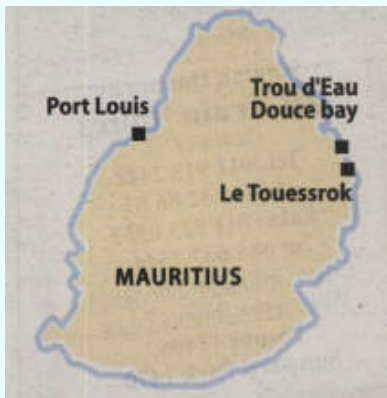 Port Louis
Trou d'Eau
Douce bay
Le Touessrok
MAURITIUS